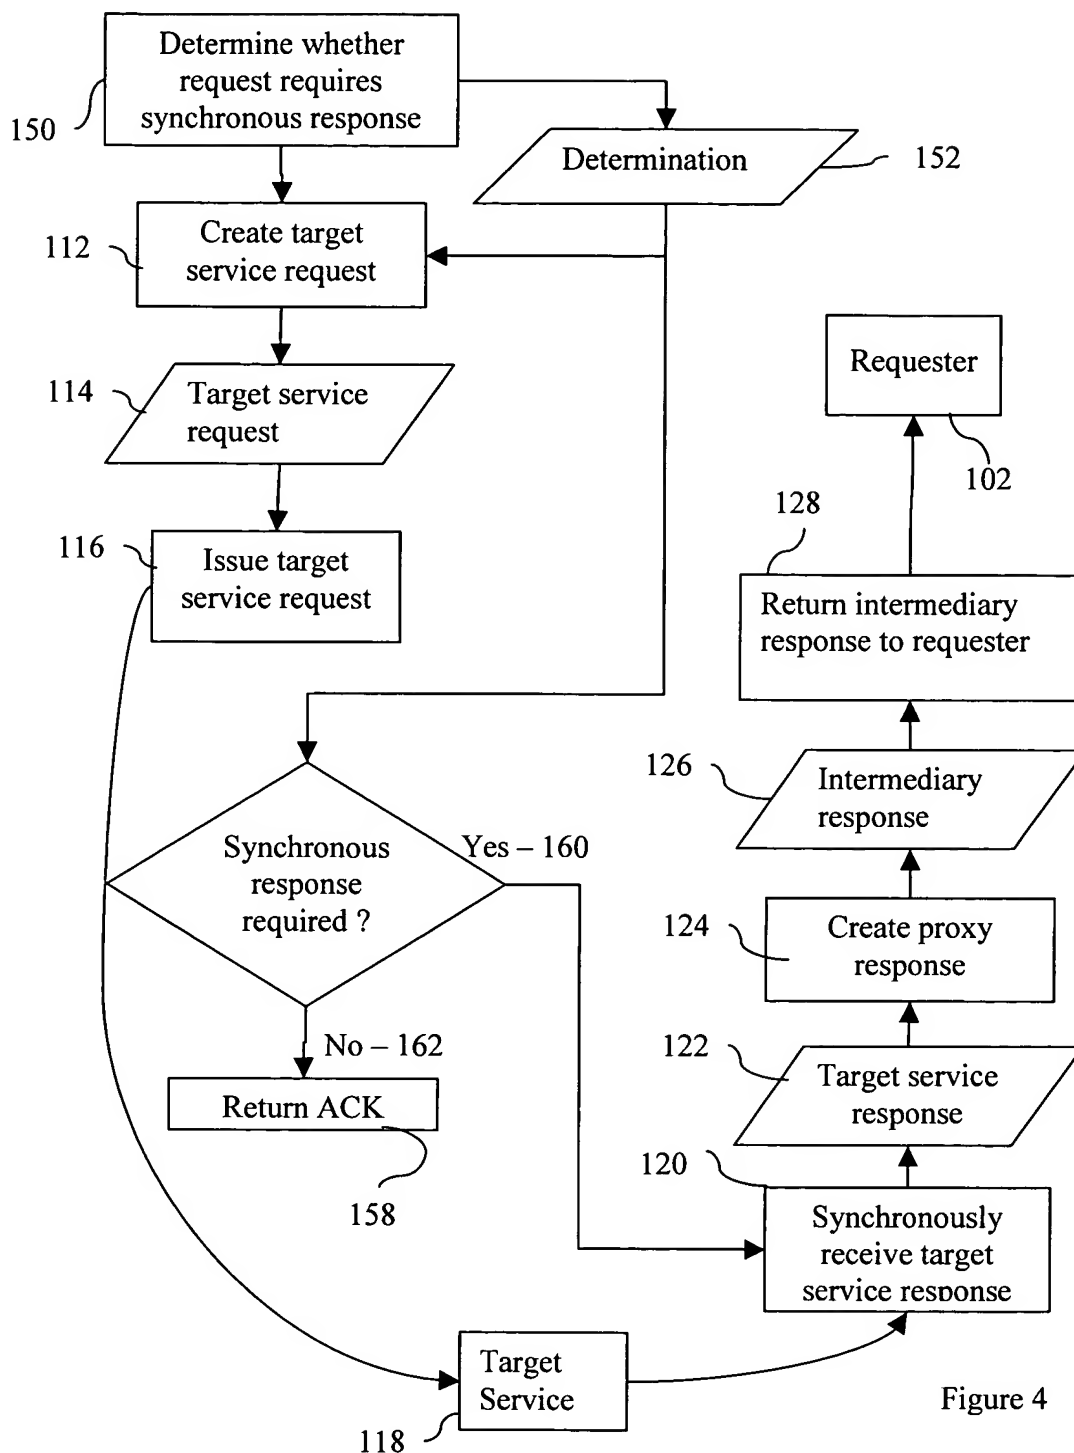 Determine whether
request requires
synchronous response
150
Determination
152
Create target
service request
112
Requester
102
Target service
request
114
Issue target
service request
116
128
Return intermediary
response to requester
Intermediary
response
126
Synchronous
response
required ?
Yes – 160
Create proxy
response
124
No – 162
Return ACK
158
Target service
response
122
120
Synchronously
receive target
service response
Target
Service
118
Figure 4